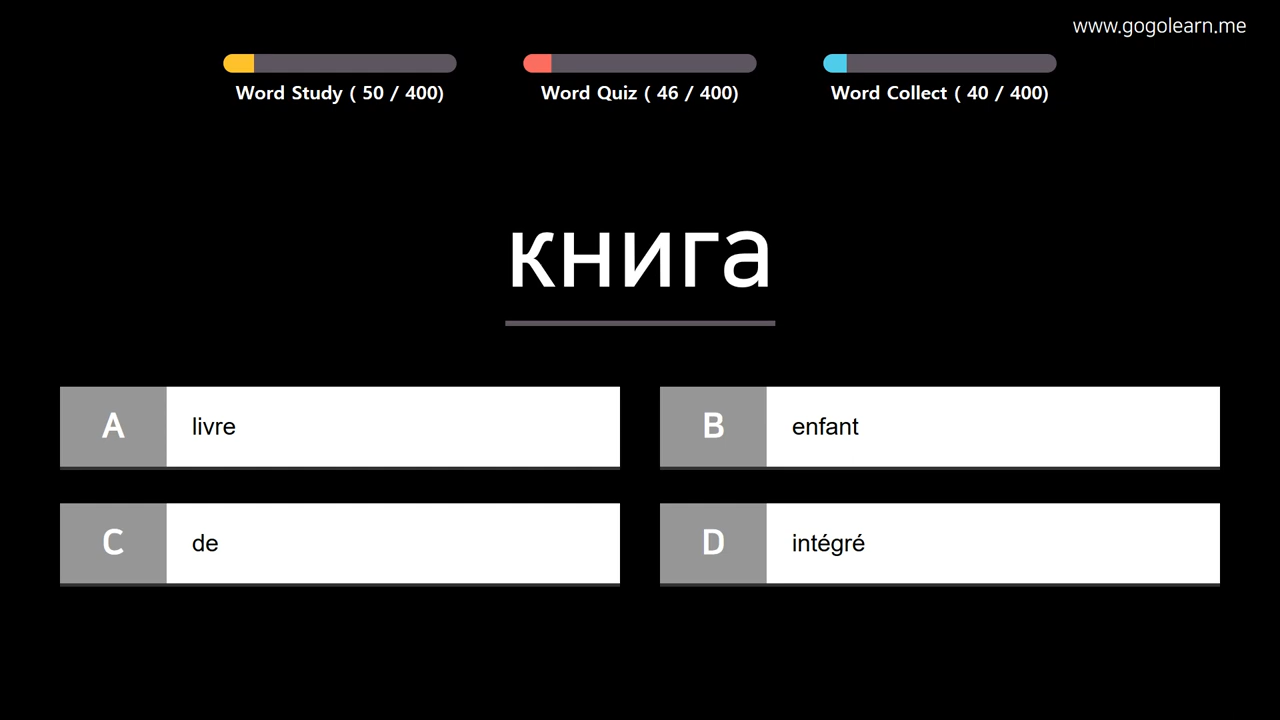 www.gogolearn.me
Word Study ( 50 / 400)
Word Quiz ( 46 / 400)
Word Collect ( 40 / 400)
книга
A livre
B enfant
C de
D intégré